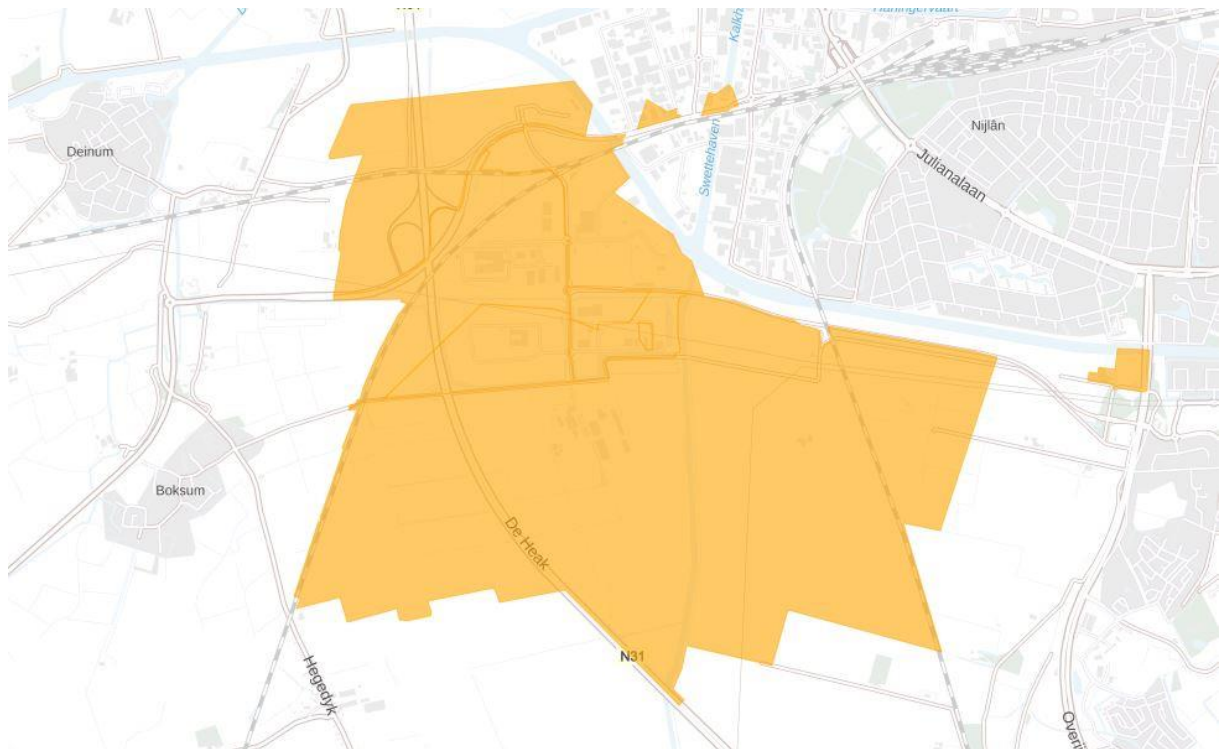 Deinum
Nijlân
Julianalaan
Swettehaven
Boksum
De Heak
N31
Hegedyk